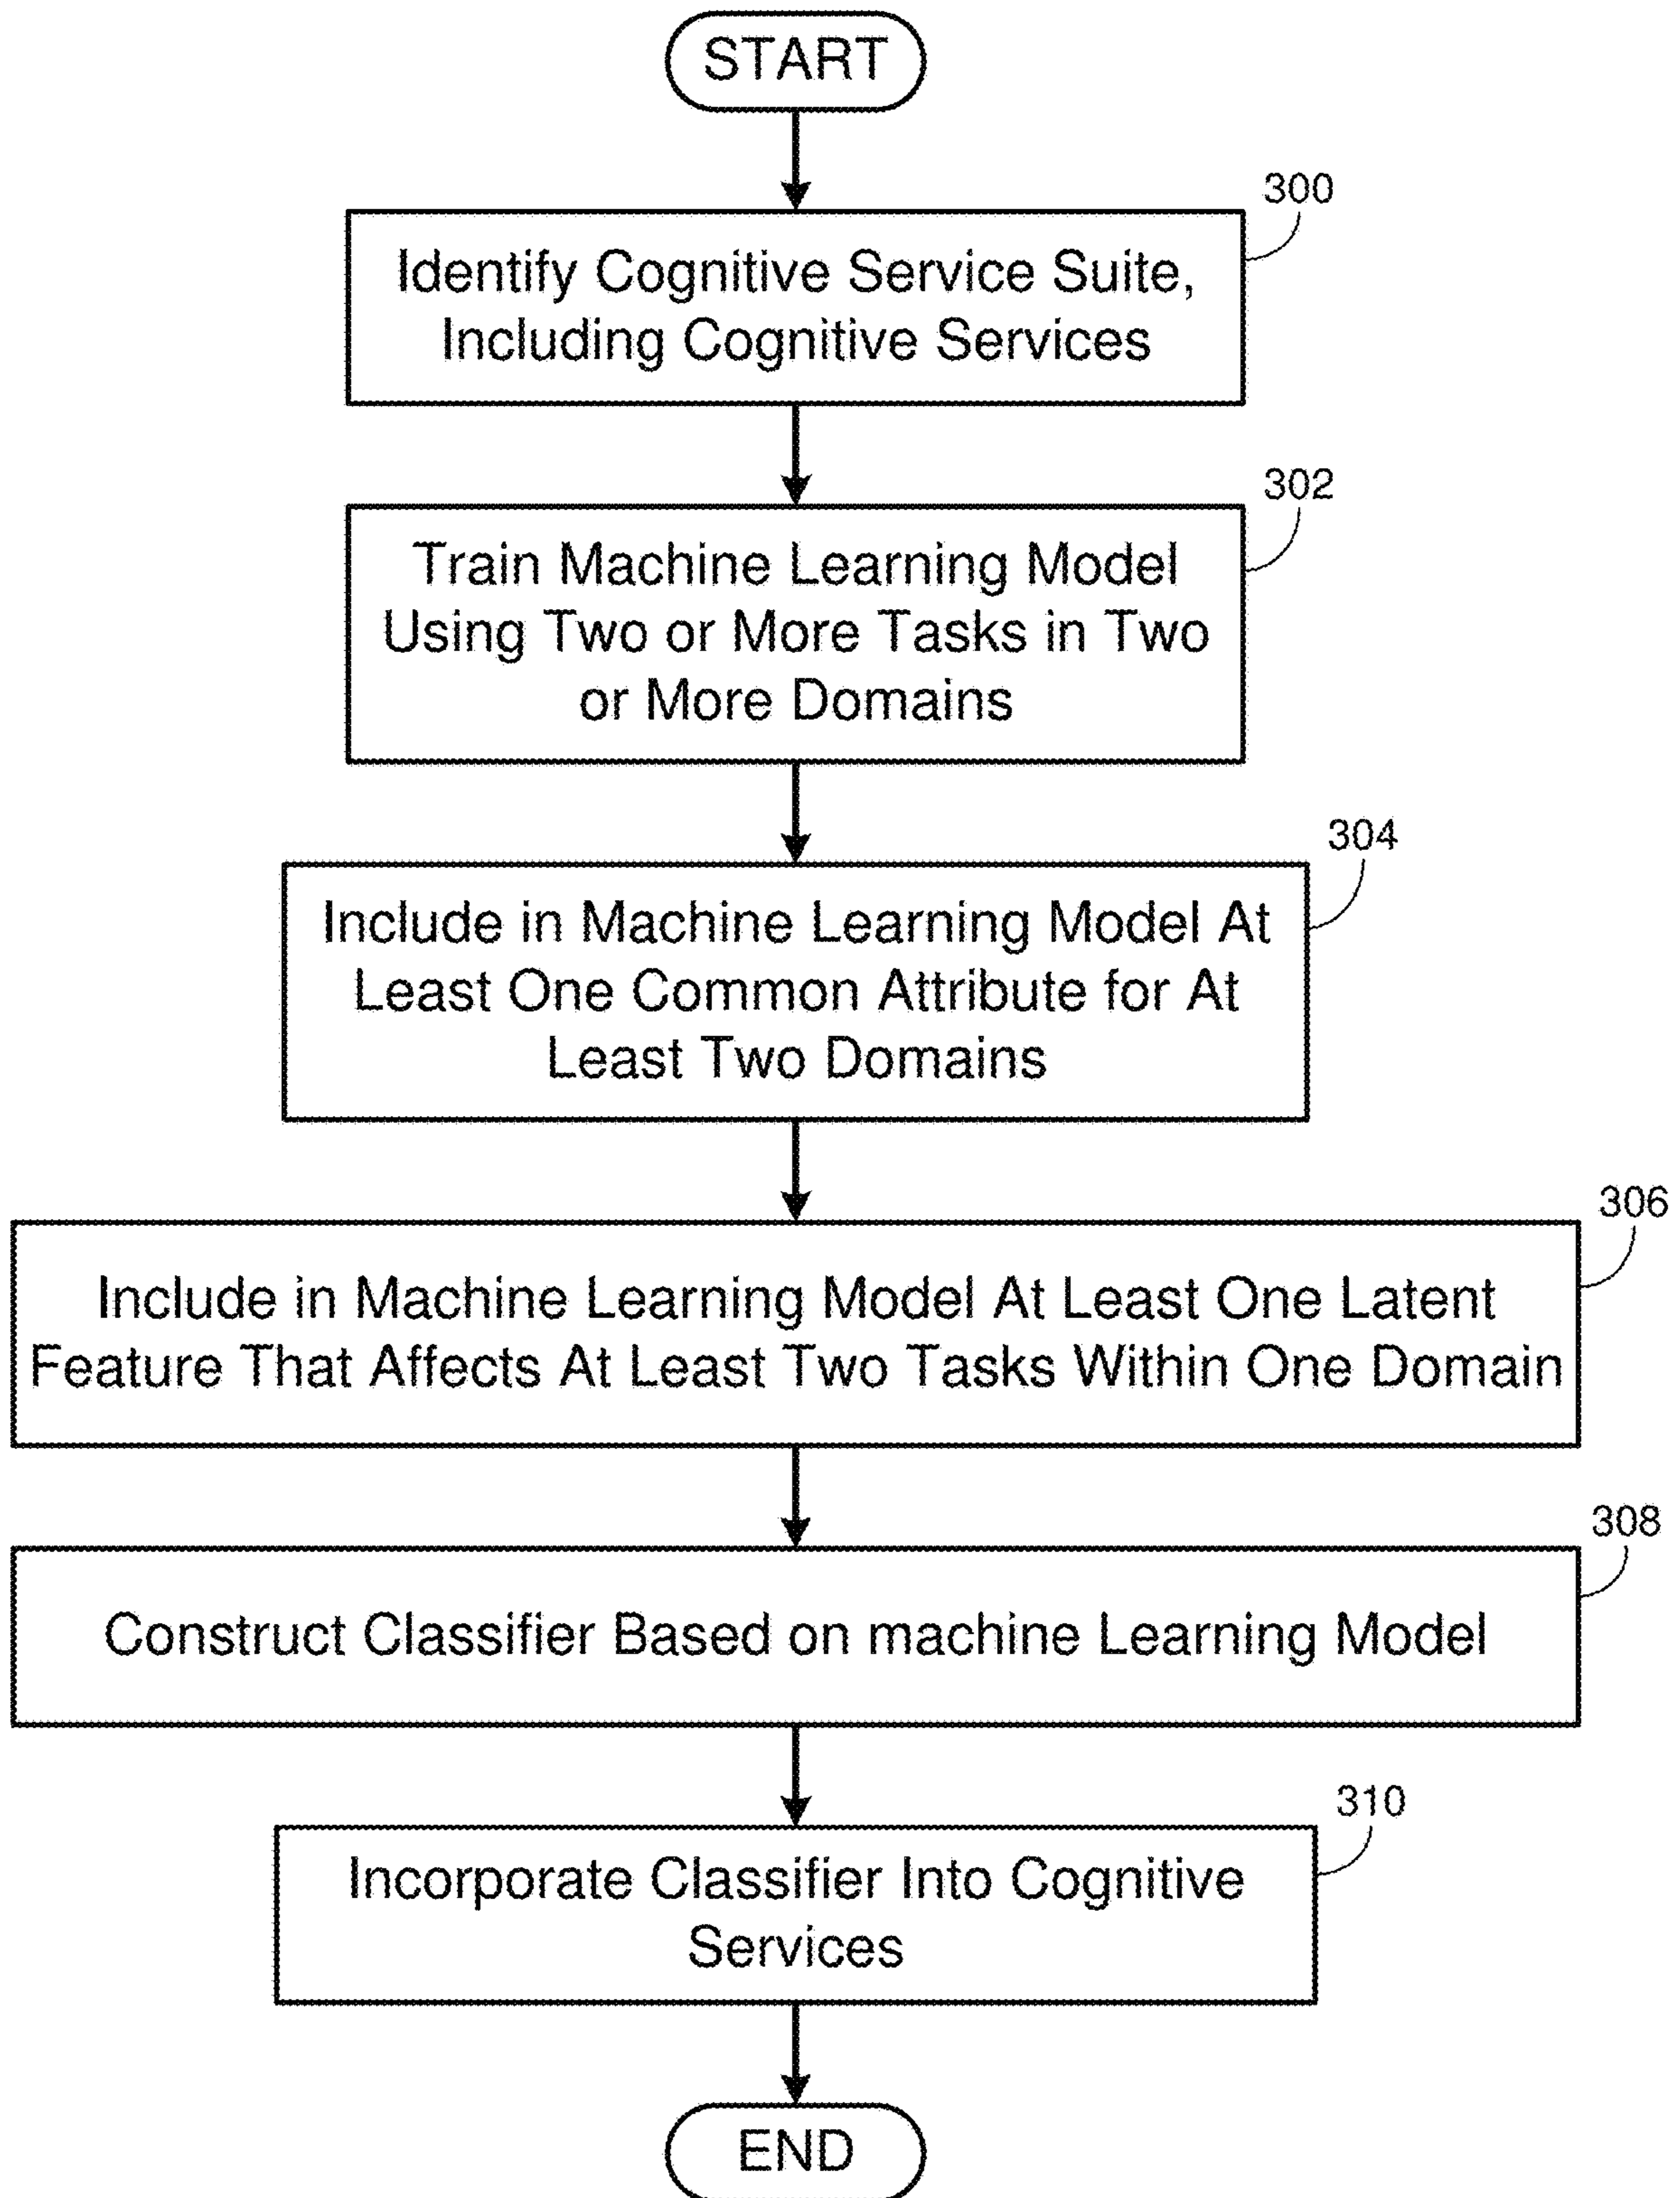 START
300
Identify Cognitive Service Suite,
Including Cognitive Services
302
Train Machine Learning Model
Using Two or More Tasks in Two
or More Domains
304
Include in Machine Learning Model At
Least One Common Attribute for At
Least Two Domains
306
Include in Machine Learning Model At Least One Latent
Feature That Affects At Least Two Tasks Within One Domain
308
Construct Classifier Based on machine Learning Model
310
Incorporate Classifier Into Cognitive
Services
END